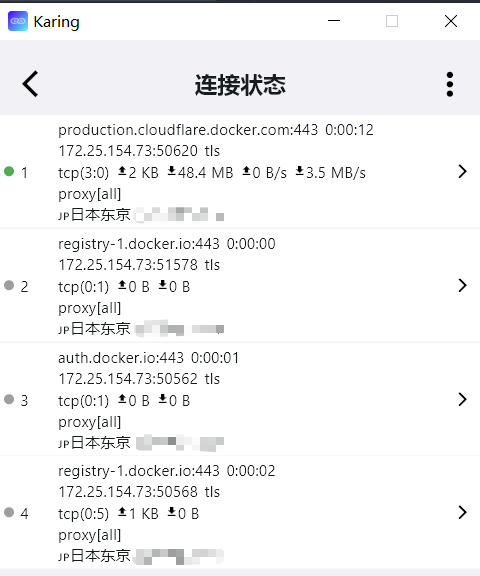 Karing
连接状态
production.cloudflare.docker.com:443 0:00:12
172.25.154.73:50620 tls
1 tcp(3:0) 2 KB 48.4 MB 0 B/s 3.5 MB/s
proxy[all]
JP日本东京
registry-1.docker.io:443 0:00:00
172.25.154.73:51578 tls
2 tcp(0:1) 0 B 0 B
proxy[all]
JP日本东京
auth.docker.io:443 0:00:01
172.25.154.73:50562 tls
3 tcp(0:1) 0 B 0 B
proxy[all]
JP日本东京
registry-1.docker.io:443 0:00:02
172.25.154.73:50568 tls
4 tcp(0:5) 1 KB 0 B
proxy[all]
JP日本东京